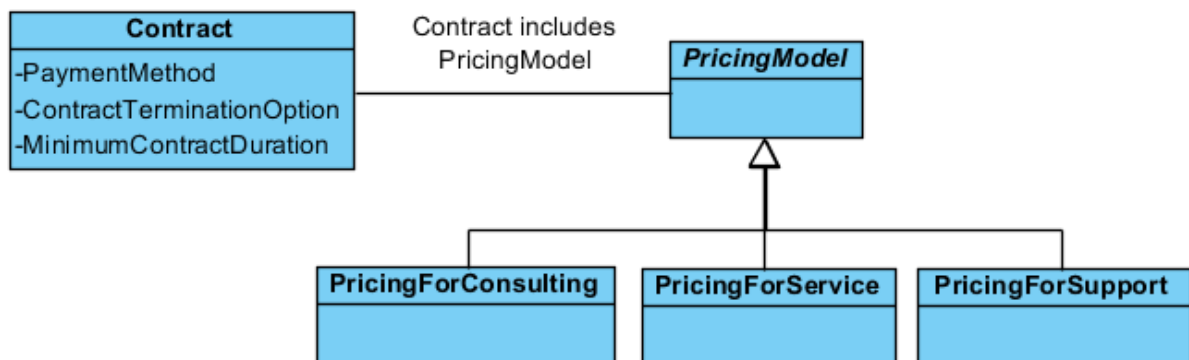 Contract
-PaymentMethod
-ContractTerminationOption
-MinimumContractDuration
Contract includes
PricingModel
PricingModel
PricingForConsulting
PricingForService
PricingForSupport